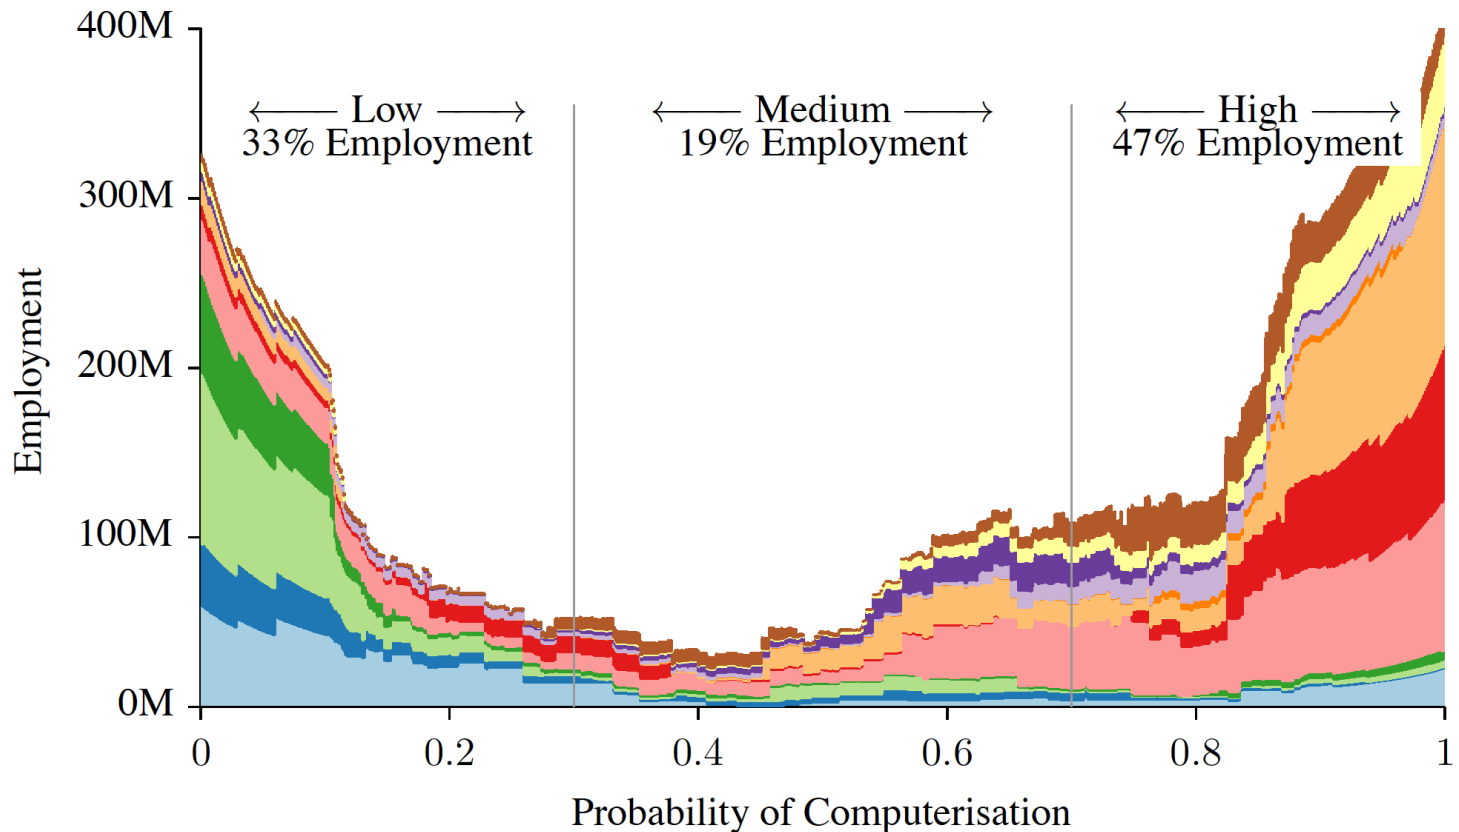 400M
300M
200M
100M
0M
Employment
←— Low —→
33% Employment
←— Medium —→
19% Employment
←— High —→
47% Employment
0
0.2
0.4
0.6
0.8
1
Probability of Computerisation